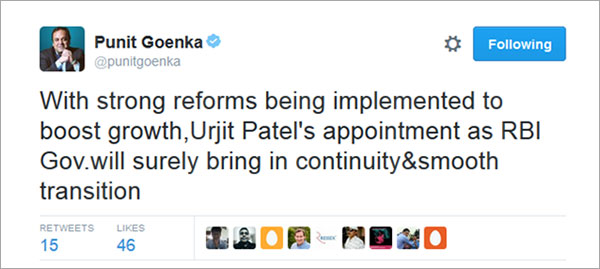 Punit Goenka
@punitgoenka
Following
With strong reforms being implemented to
boost growth,Urjit Patel's appointment as RBI
Gov.will surely bring in continuity&smooth
transition
RETWEETS LIKES
15 46